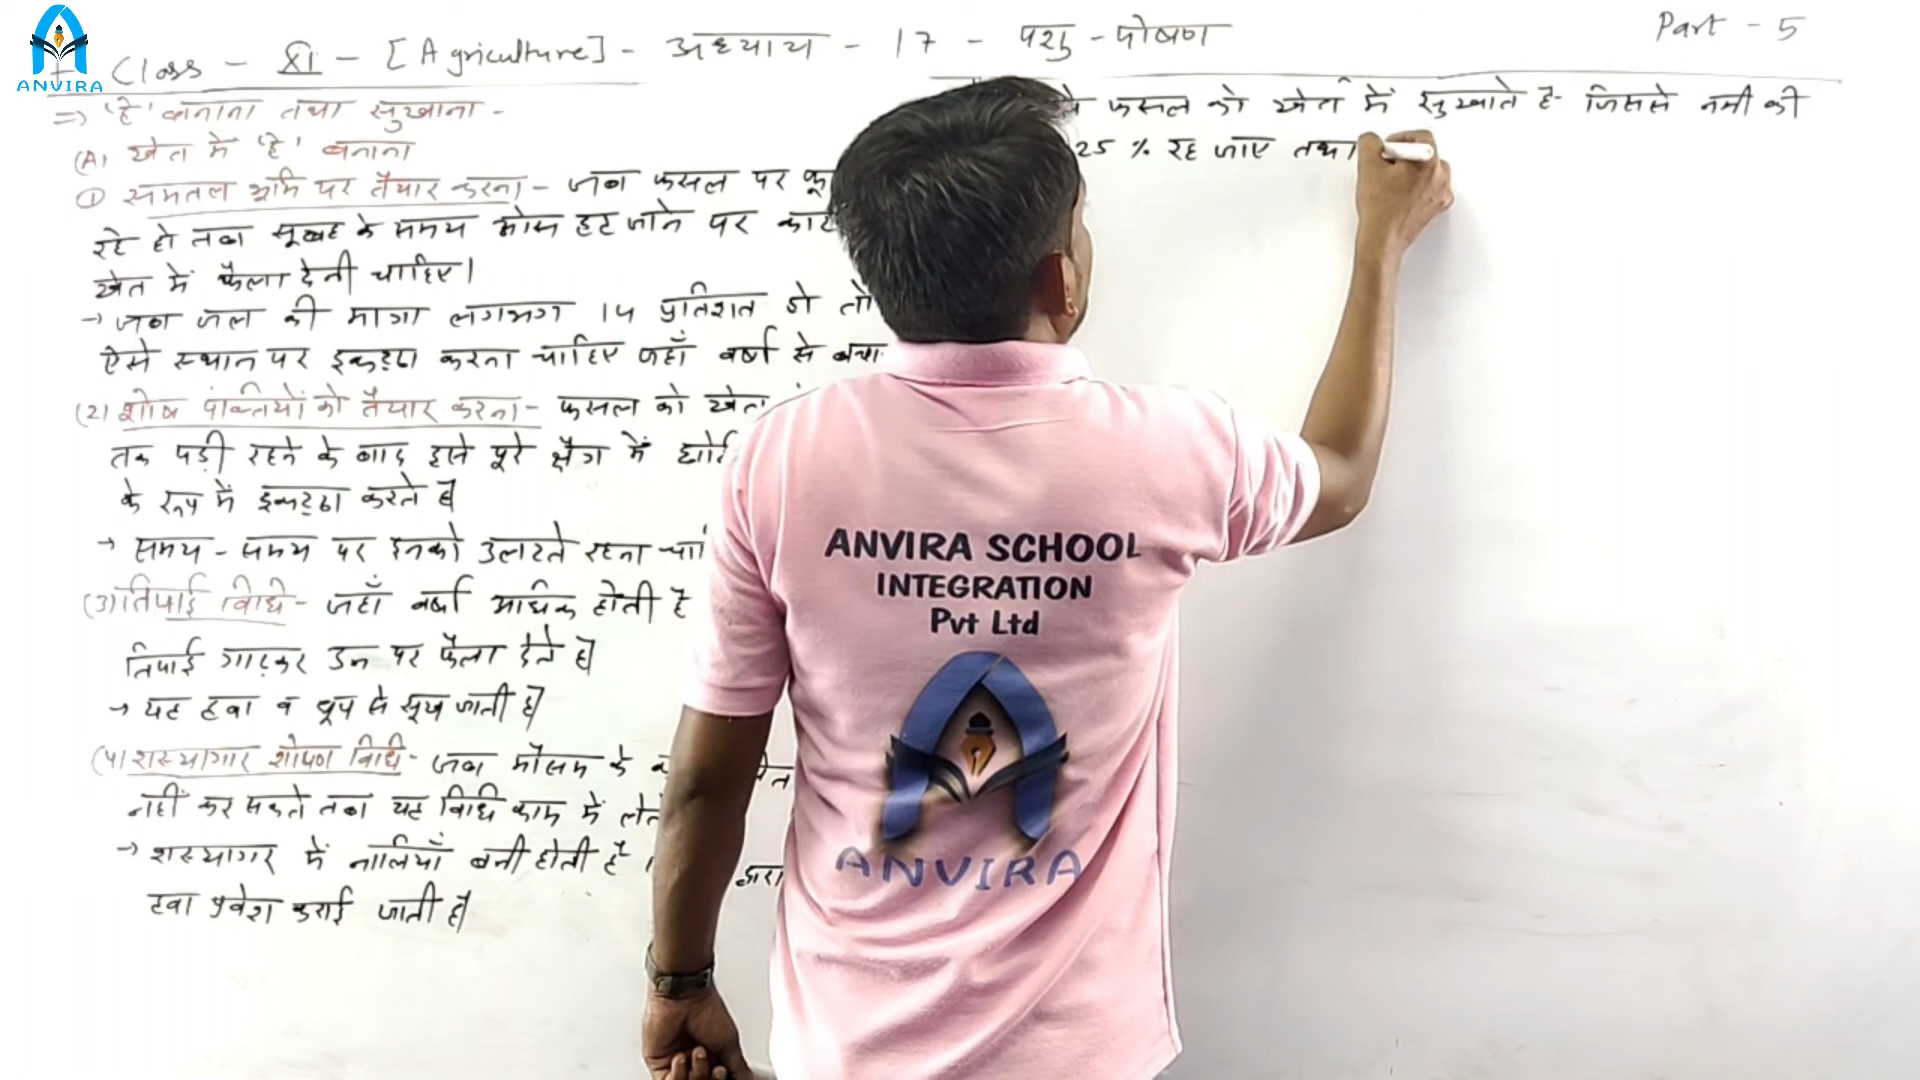 ANVIRA
Class - XI - [Agriculture] - अध्याय - 17 - पशु - पोषण
Part - 5
⇒ 'हे' बनाना तथा सुखाना -
(A) खेत में 'हे' बनाना
① समतल भूमि पर तैयार करना - जब फसल पर
रहे हो तब सूबह के समय ओस हट जाने पर
खेत में फैला देनी चाहिए।
→ जब जल की मात्रा लगभग 14 प्रतिशत हो तो
ऐसे स्थान पर इकट्ठा करना चाहिए जहाँ वर्षा से
(2) शोष पंक्तियों को तैयार करना - फसल को
तक पड़ी रहने के बाद इसे पूरे क्षेत्र में
के रूप में इकट्ठा करते है।
→ समय - समय पर इनको उलटते रहना
(3) तिपाई विधि - जहाँ वर्षा अधिक होती है
तिपाई गाड़कर उन पर फैला देते है।
→ यह हवा व धूप से सूख जाती है।
(4) शस्यागार शोषण विधि - जब मौसम के
नहीं कर सकते तब यह विधि काम में लेते
→ शस्यागार में नालियाँ बनी होती है।
हवा प्रवेश कराई जाती है।
फसल को खेत में सुखाते है जिससे नमी की
25 % रह जाए तथा
ANVIRA SCHOOL
INTEGRATION
Pvt Ltd
ANVIRA